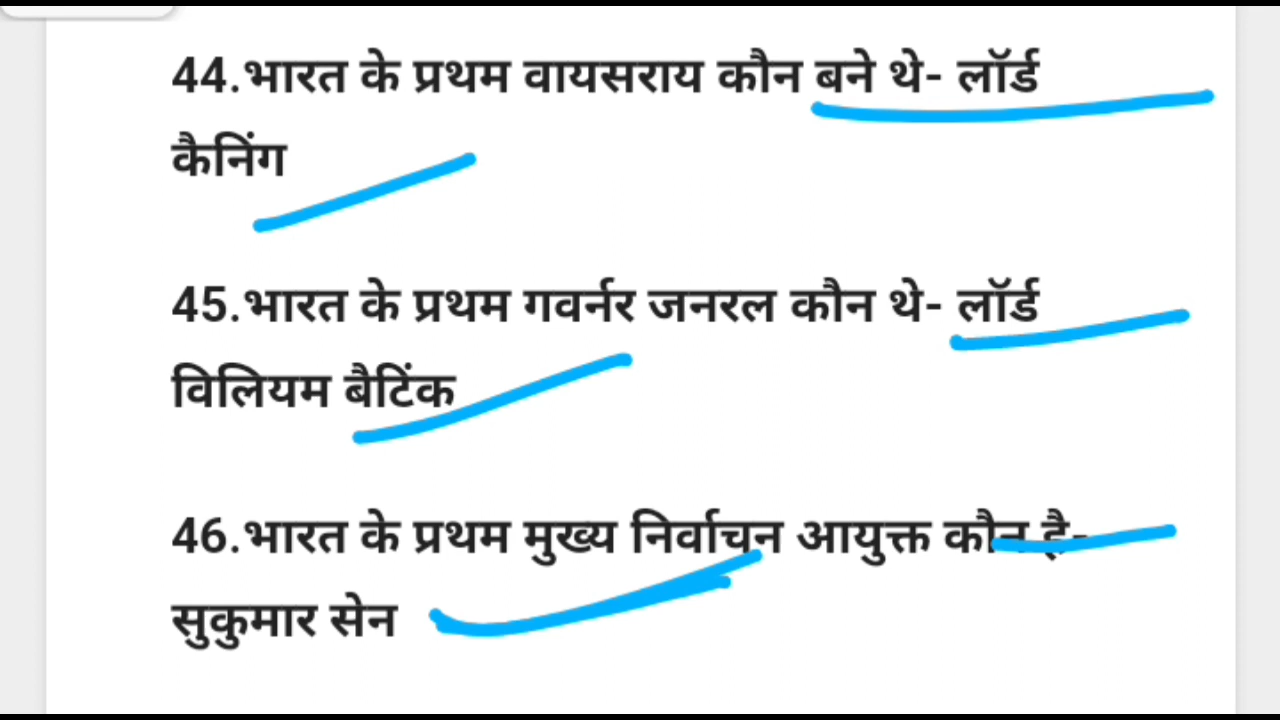 44.भारत के प्रथम वायसराय कौन बने थे- लॉर्ड
कैनिंग
45.भारत के प्रथम गवर्नर जनरल कौन थे- लॉर्ड
विलियम बैटिंक
46.भारत के प्रथम मुख्य निर्वाचन आयुक्त कौन है-
सुकुमार सेन